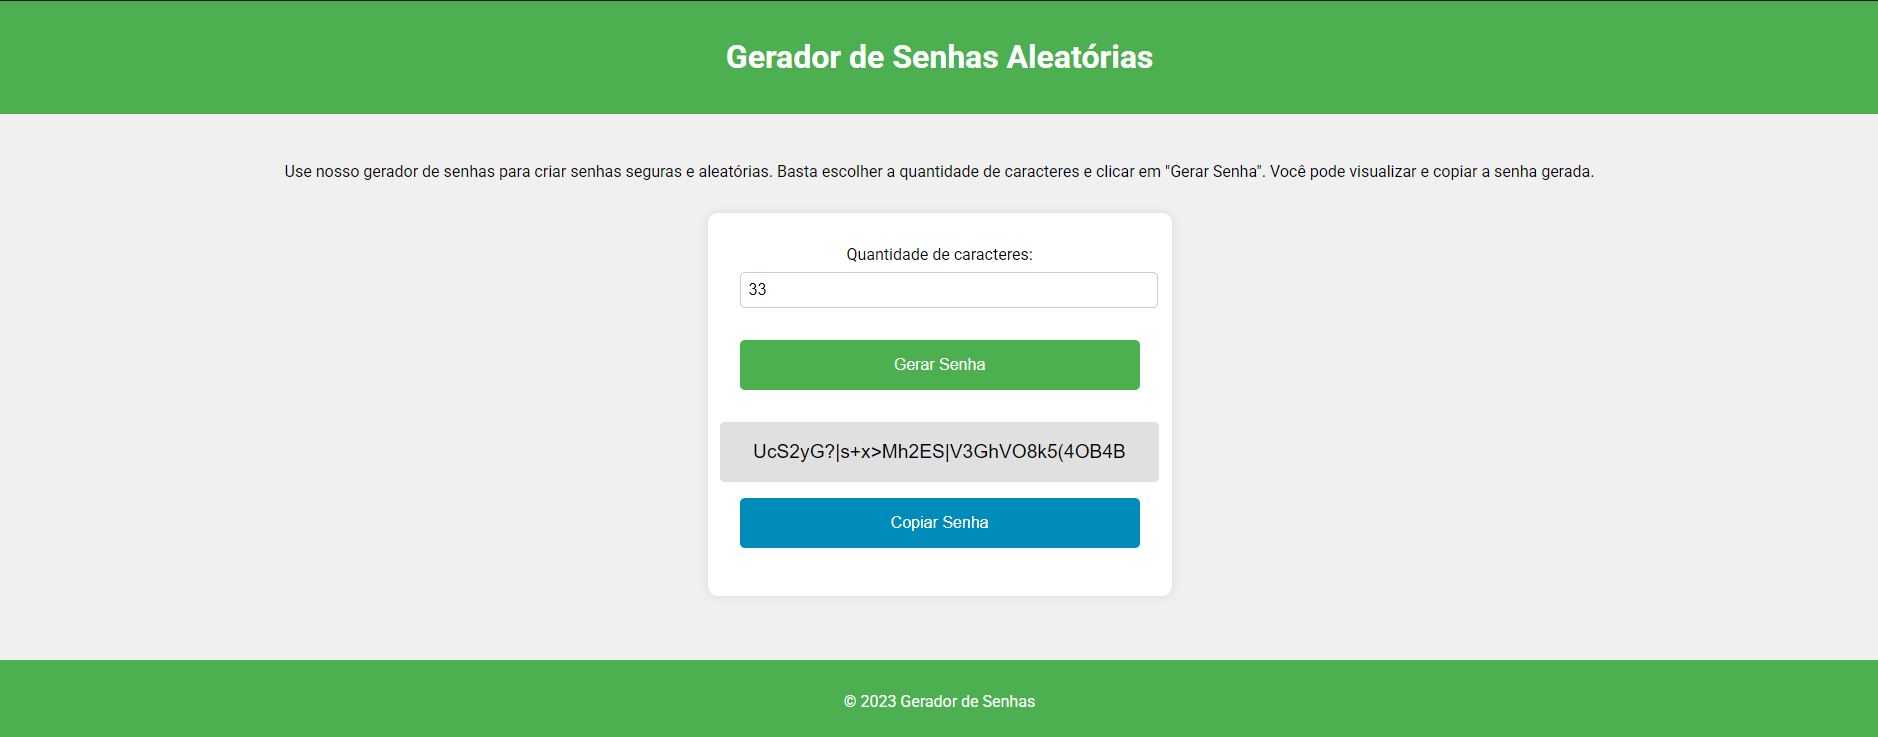 Gerador de Senhas Aleatórias
Use nosso gerador de senhas para criar senhas seguras e aleatórias. Basta escolher a quantidade de caracteres e clicar em "Gerar Senha". Você pode visualizar e copiar a senha gerada.
Quantidade de caracteres:
33
Gerar Senha
UcS2yG?|s+x>Mh2ES|V3GhVO8k5(4OB4B
Copiar Senha
© 2023 Gerador de Senhas